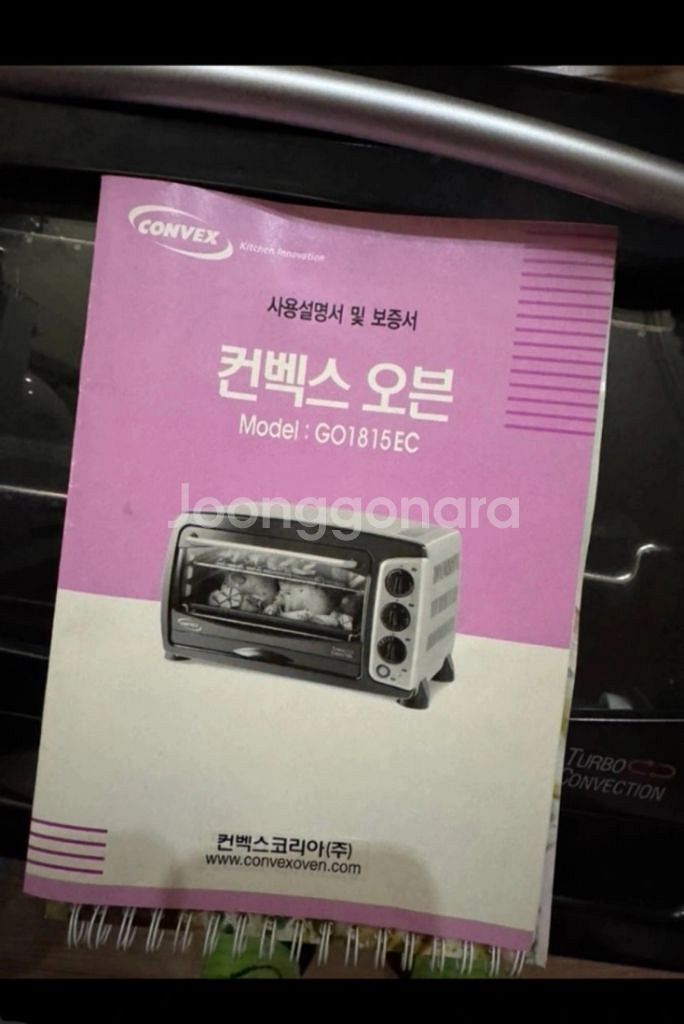 CONVEX
Kitchen Innovation
사용설명서 및 보증서
컨벡스 오븐
Model : GO1815EC
Joonggonara
TURBO
CONVECTION
컨벡스코리아(주)
www.convexoven.com